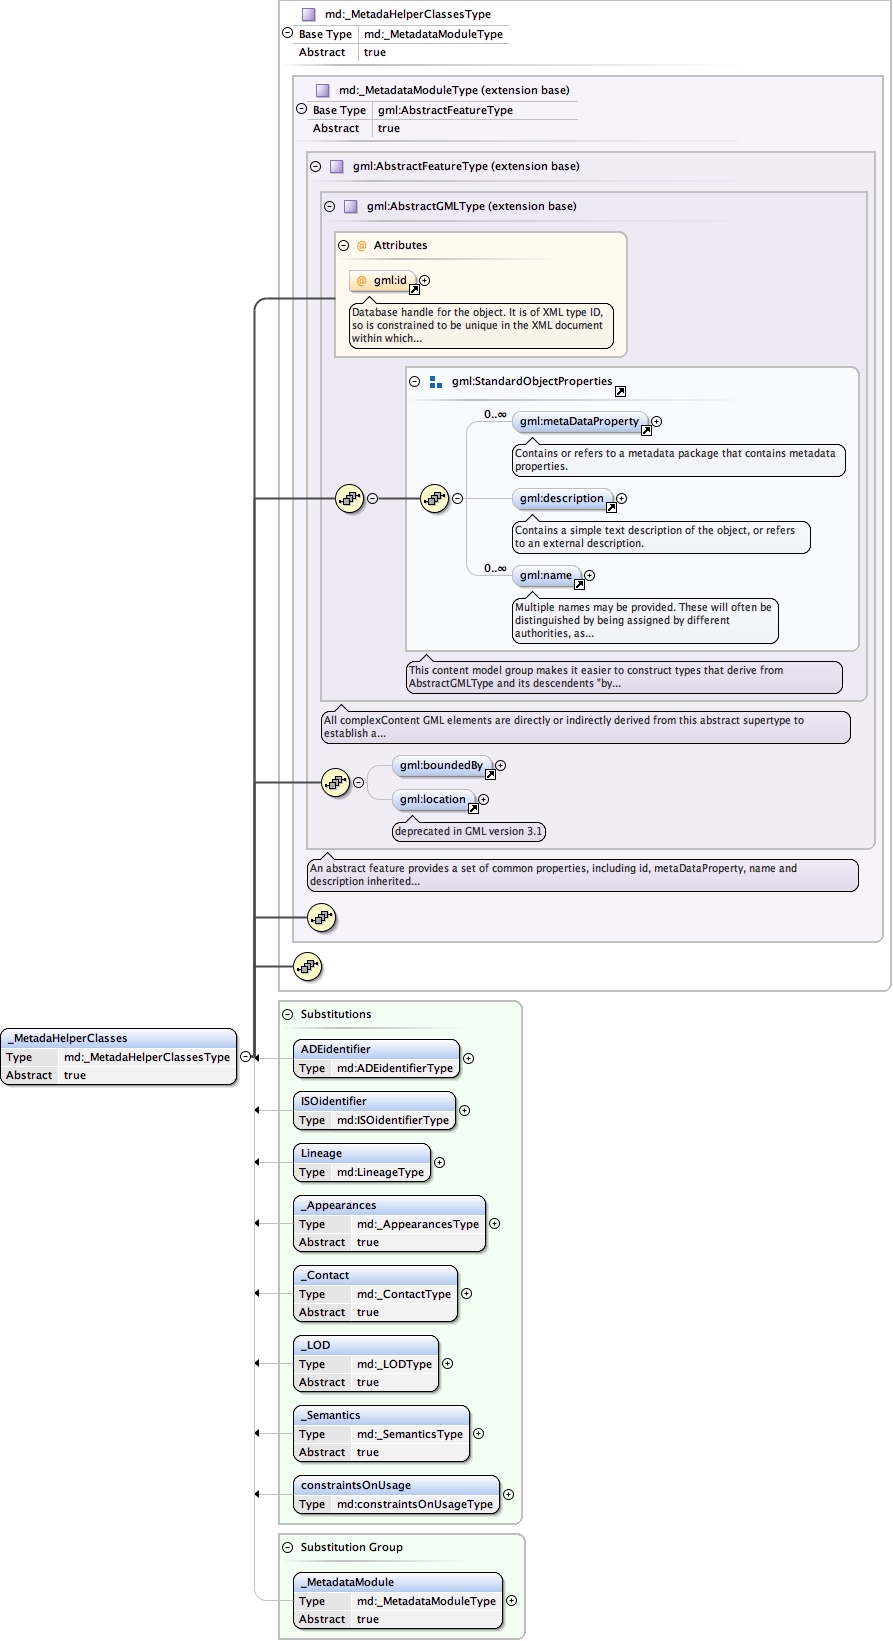 md:_MetadaHelperClassesType
Base Type md:_MetadataModuleType
Abstract true
md:_MetadataModuleType (extension base)
Base Type gml:AbstractFeatureType
Abstract true
gml:AbstractFeatureType (extension base)
gml:AbstractGMLType (extension base)
@ Attributes
@ gml:id
Database handle for the object. It is of XML type ID,
so is constrained to be unique in the XML document
within which...
gml:StandardObjectProperties
0..∞
gml:metaDataProperty
Contains or refers to a metadata package that contains metadata
properties.
gml:description
Contains a simple text description of the object, or refers
to an external description.
0..∞
gml:name
Multiple names may be provided. These will often be
distinguished by being assigned by different
authorities, as...
This content model group makes it easier to construct types that derive from
AbstractGMLType and its descendents "by...
All complexContent GML elements are directly or indirectly derived from this abstract supertype to
establish a...
gml:boundedBy
gml:location
deprecated in GML version 3.1
An abstract feature provides a set of common properties, including id, metaDataProperty, name and
description inherited...
_MetadaHelperClasses
Type md:_MetadaHelperClassesType
Abstract true
Substitutions
ADEidentifier
Type md:ADEidentifierType
ISOidentifier
Type md:ISOidentifierType
Lineage
Type md:LineageType
_Appearances
Type md:_AppearancesType
Abstract true
_Contact
Type md:_ContactType
Abstract true
_LOD
Type md:_LODType
Abstract true
_Semantics
Type md:_SemanticsType
Abstract true
constraintsOnUsage
Type md:constraintsOnUsageType
Substitution Group
_MetadataModule
Type md:_MetadataModuleType
Abstract true